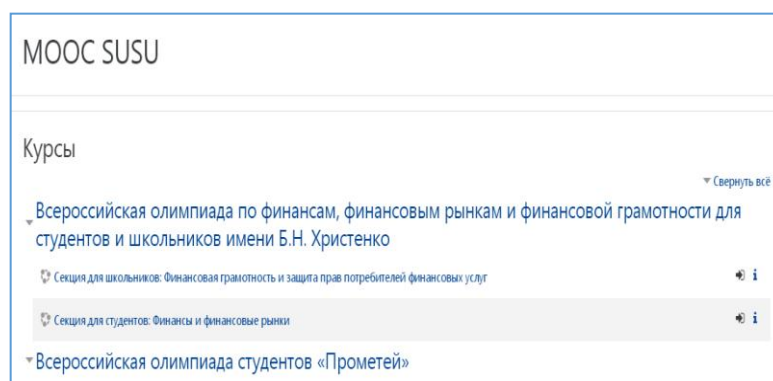 MOOC SUSU
Курсы
Свернуть всё
Всероссийская олимпиада по финансам, финансовым рынкам и финансовой грамотности для
студентов и школьников имени Б.Н. Христенко
Секция для школьников: Финансовая грамотность и защита прав потребителей финансовых услуг
Секция для студентов: Финансы и финансовые рынки
Всероссийская олимпиада студентов «Прометей»